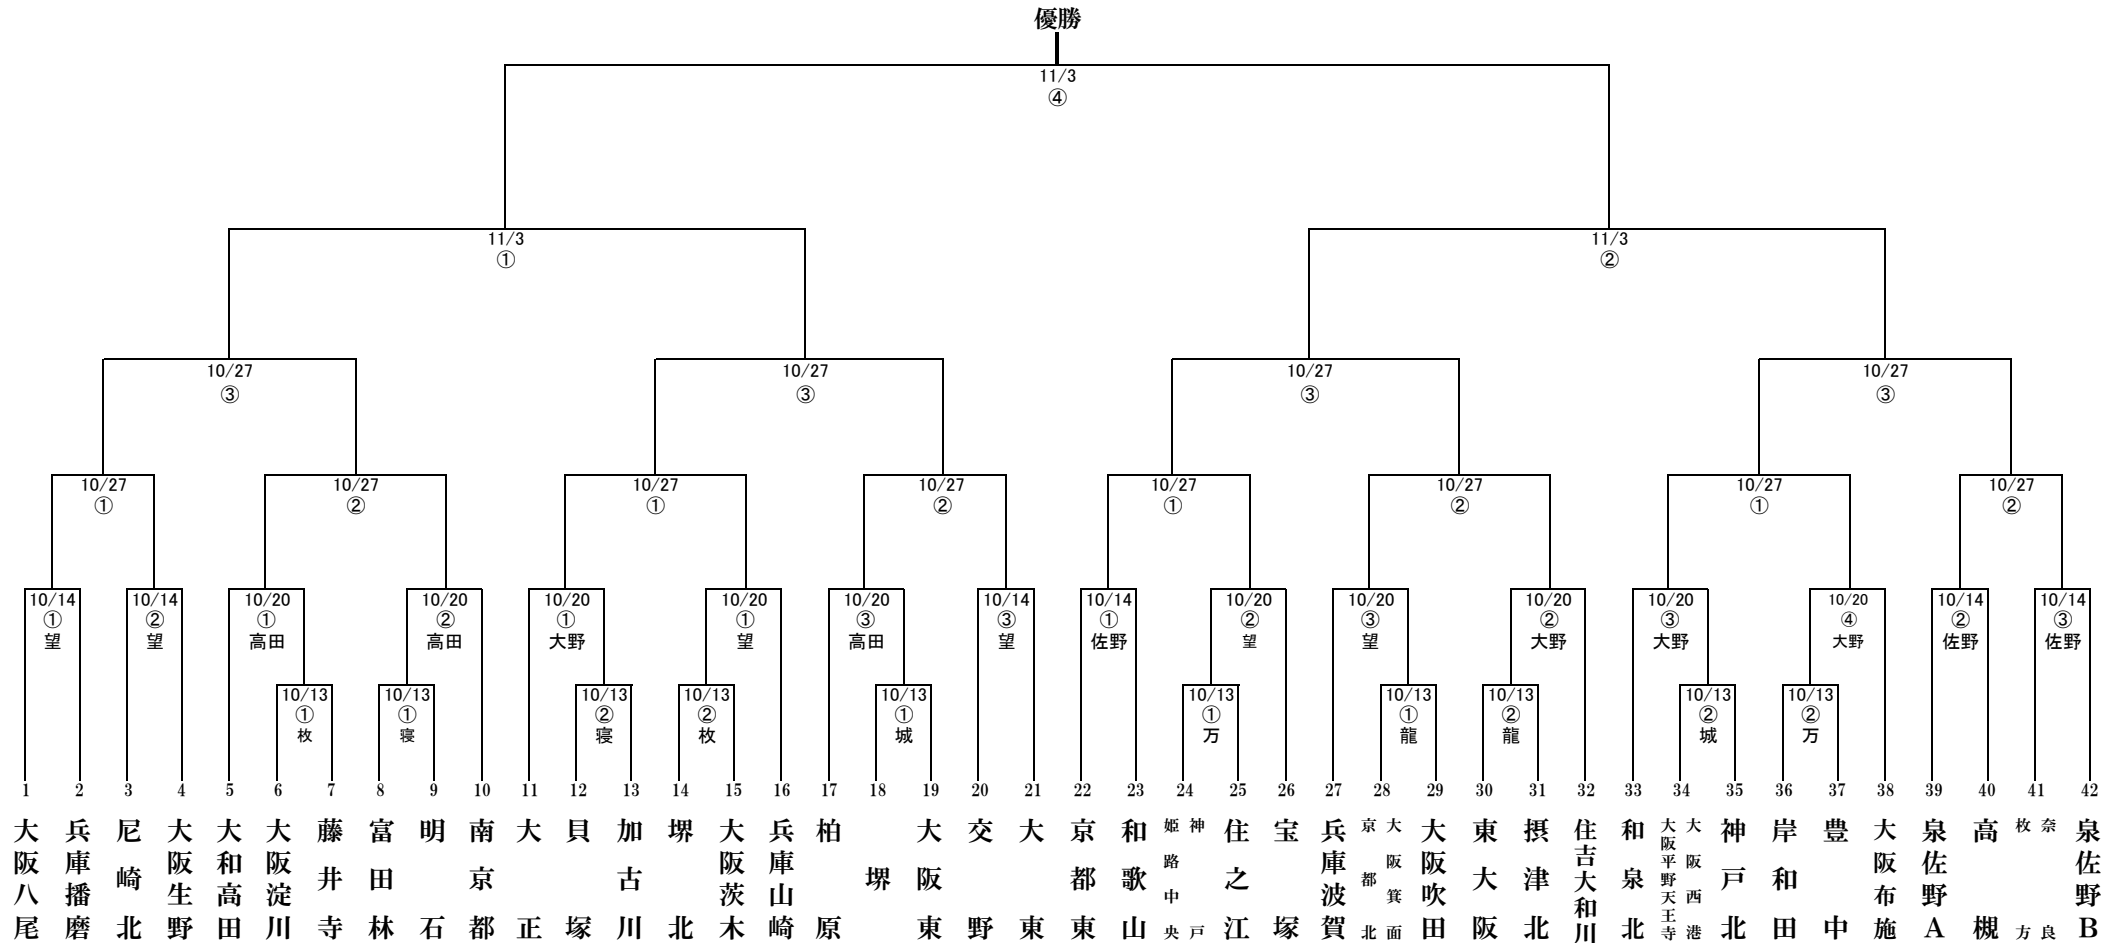 優勝
11/3
④
11/3
①
11/3
②
10/27
③
10/27
③
10/27
③
10/27
③
10/27
①
10/27
②
10/27
①
10/27
②
10/27
①
10/27
②
10/27
①
10/27
②
10/14
①
望
10/14
②
望
10/20
①
高田
10/20
②
高田
10/20
①
大野
10/20
①
望
10/20
③
高田
10/14
③
望
10/14
①
佐野
10/20
②
望
10/20
③
望
10/20
②
大野
10/20
③
大野
10/20
④
大野
10/14
②
佐野
10/14
③
佐野
10/13
①
枚
10/13
①
寝
10/13
②
寝
10/13
②
枚
10/13
①
城
10/13
①
万
10/13
①
龍
10/13
②
龍
10/13
②
城
10/13
②
万
1 2 3 4 5 6 7 8 9 10 11 12 13 14 15 16 17 18 19 20 21 22 23 24 25 26 27 28 29 30 31 32 33 34 35 36 37 38 39 40 41 42
大阪八尾
兵庫播磨
尼崎北
大阪生野
大和高田
大阪淀川
藤井寺
富田林
明石
南京都
大正
貝塚
加古川
堺北
大阪茨木
兵庫山崎
柏原
堺
大阪東
交野
大東
京都東
和歌山
神戸
姫路中央
住之江
宝塚
兵庫波賀
大阪箕面
京都北
大阪吹田
東大阪
摂津北
住吉大和川
和泉北
大阪西港
大阪平野天王寺
神戸北
岸和田
豊中
大阪布施
泉佐野A
高槻
奈良
枚方
泉佐野B